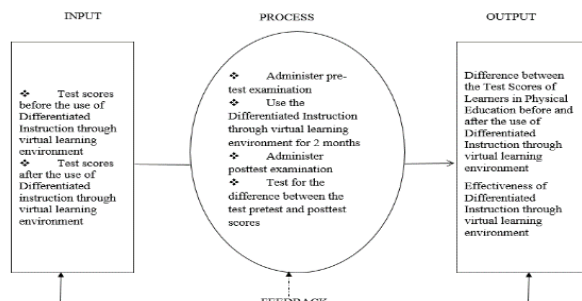 INPUT
❖ Test scores
before the use of
Differentiated
Instruction through
virtual learning
environment
❖ Test scores
after the use of
Differentiated
instruction through
virtual learning
environment
PROCESS
❖ Administer pre-
test examination
❖ Use the
Differentiated Instruction
through virtual learning
environment for 2 months
❖ Administer
posttest examination
❖ Test for the
difference between the
test pretest and posttest
scores
OUTPUT
Difference between
the Test Scores of
Learners in Physical
Education before and
after the use of
Differentiated
Instruction through
virtual learning
environment
Effectiveness of
Differentiated
Instruction through
virtual learning
environment
FEEDBACK